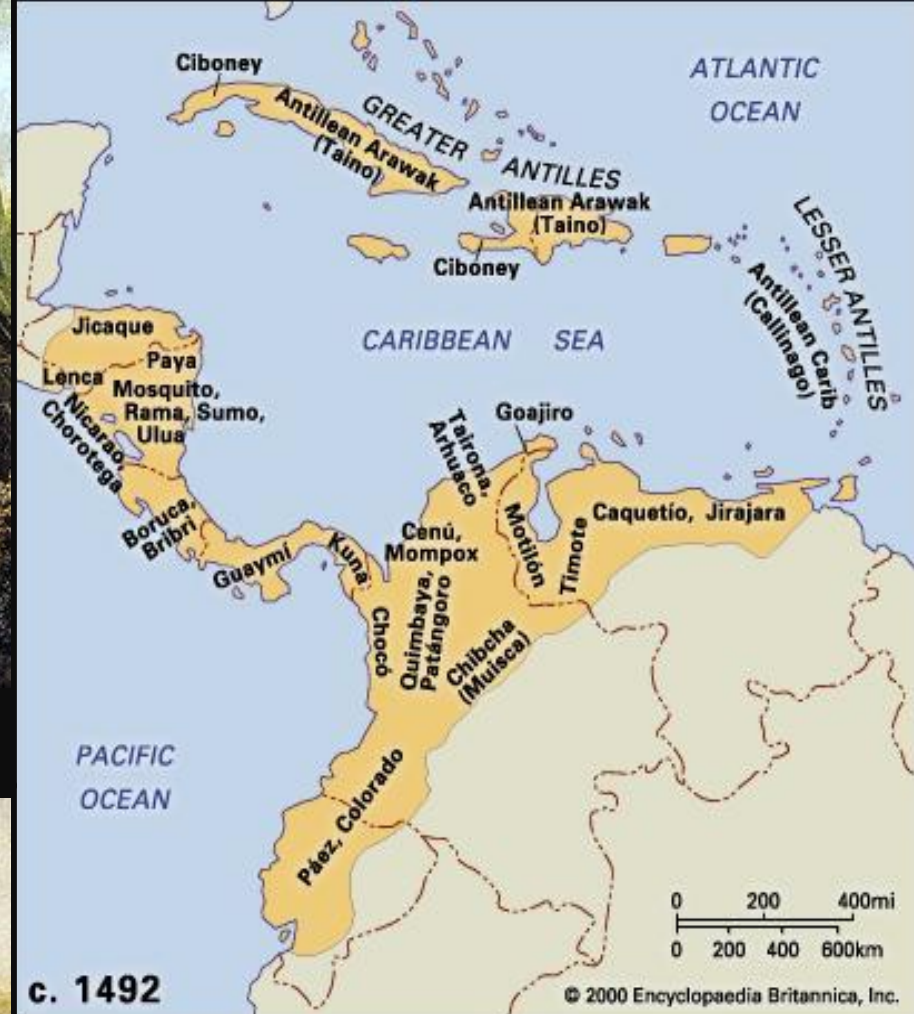 Ciboney
ATLANTIC
OCEAN
GREATER
ANTILLES
Antillean Arawak
(Taino)
Antillean Arawak
(Taino)
Ciboney
LESSER ANTILLES
Antillean Carib
(Callinago)
CARIBBEAN SEA
Jicaque
Paya
Lenca
Mosquito,
Rama, Sumo,
Ulua
Nicarao,
Chorotega
Goajiro
Tairona,
Arhuaco
Boruca,
Bribri
Guaymí
Kuna
Cenú,
Mompox
Motilón
Timote
Caquetío, Jirajara
Chocó
Quimbaya,
Patángoro
Chibcha
(Muisca)
PACIFIC
OCEAN
Páez, Colorado
0 200 400mi
0 200 400 600km
c. 1492
© 2000 Encyclopaedia Britannica, Inc.